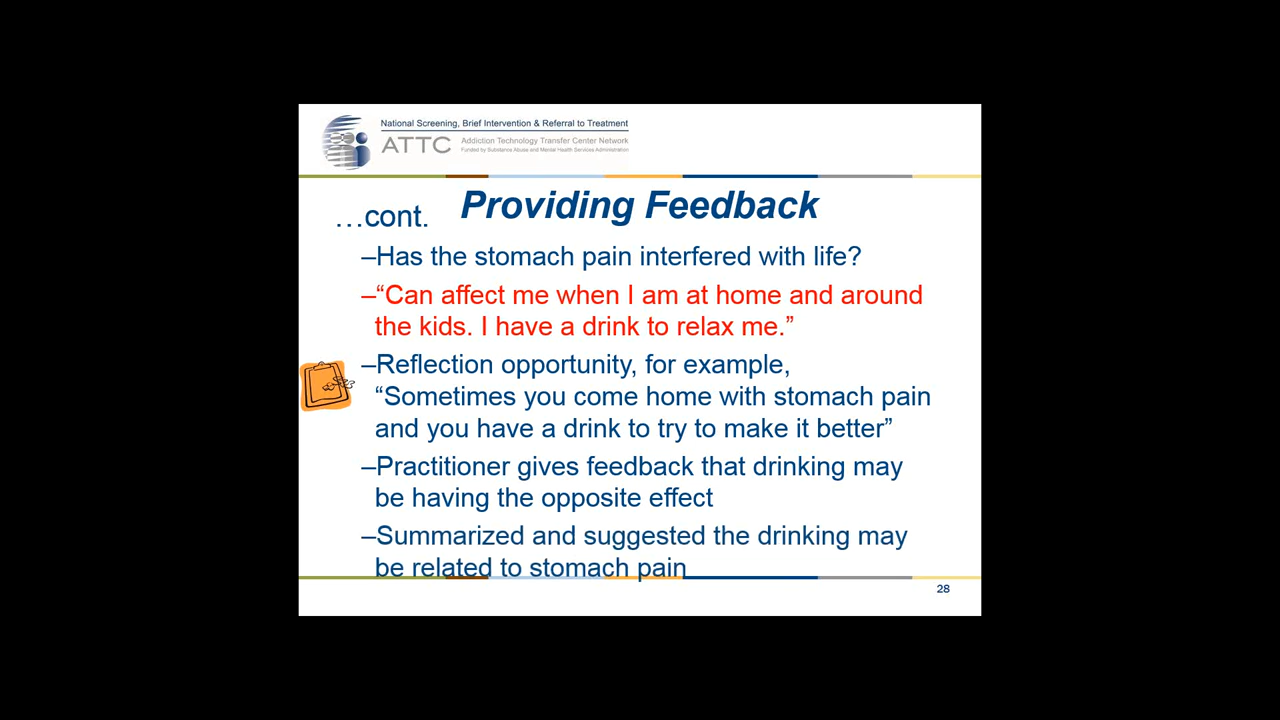 National Screening, Brief Intervention & Referral to Treatment
ATTC
Addiction Technology Transfer Center Network
Funded by Substance Abuse and Mental Health Services Administration
…cont.
Providing Feedback
–Has the stomach pain interfered with life?
–“Can affect me when I am at home and around
the kids. I have a drink to relax me.”
–Reflection opportunity, for example,
“Sometimes you come home with stomach pain
and you have a drink to try to make it better”
–Practitioner gives feedback that drinking may
be having the opposite effect
–Summarized and suggested the drinking may
be related to stomach pain
28